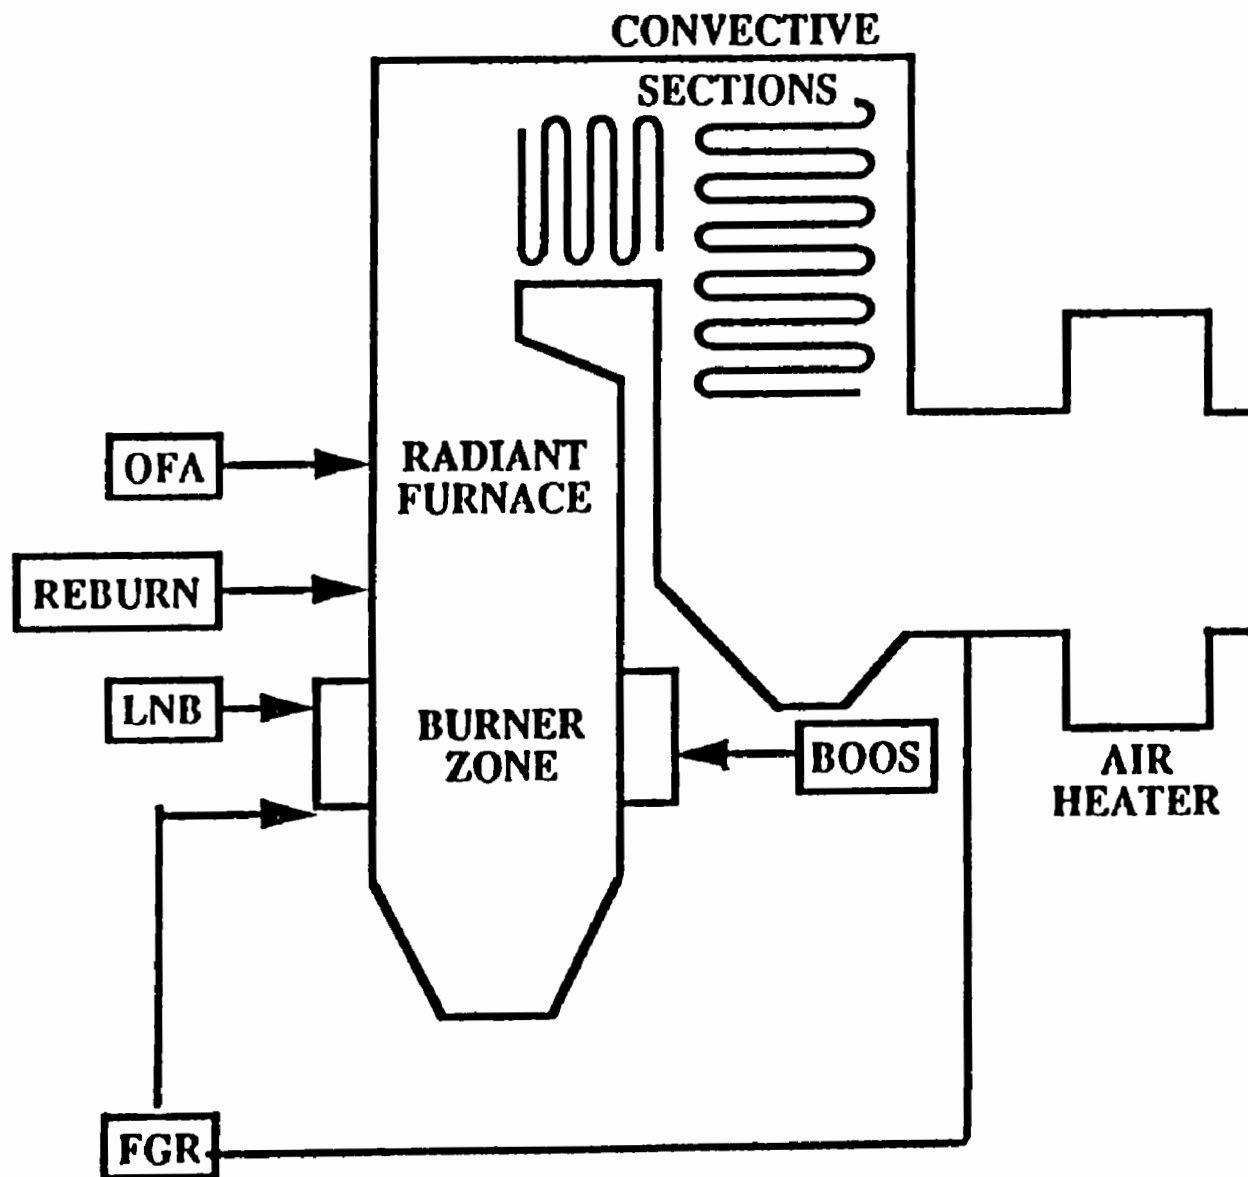 CONVECTIVE
SECTIONS
OFA
RADIANT
FURNACE
REBURN
LNB
BURNER
ZONE
BOOS
AIR
HEATER
FGR